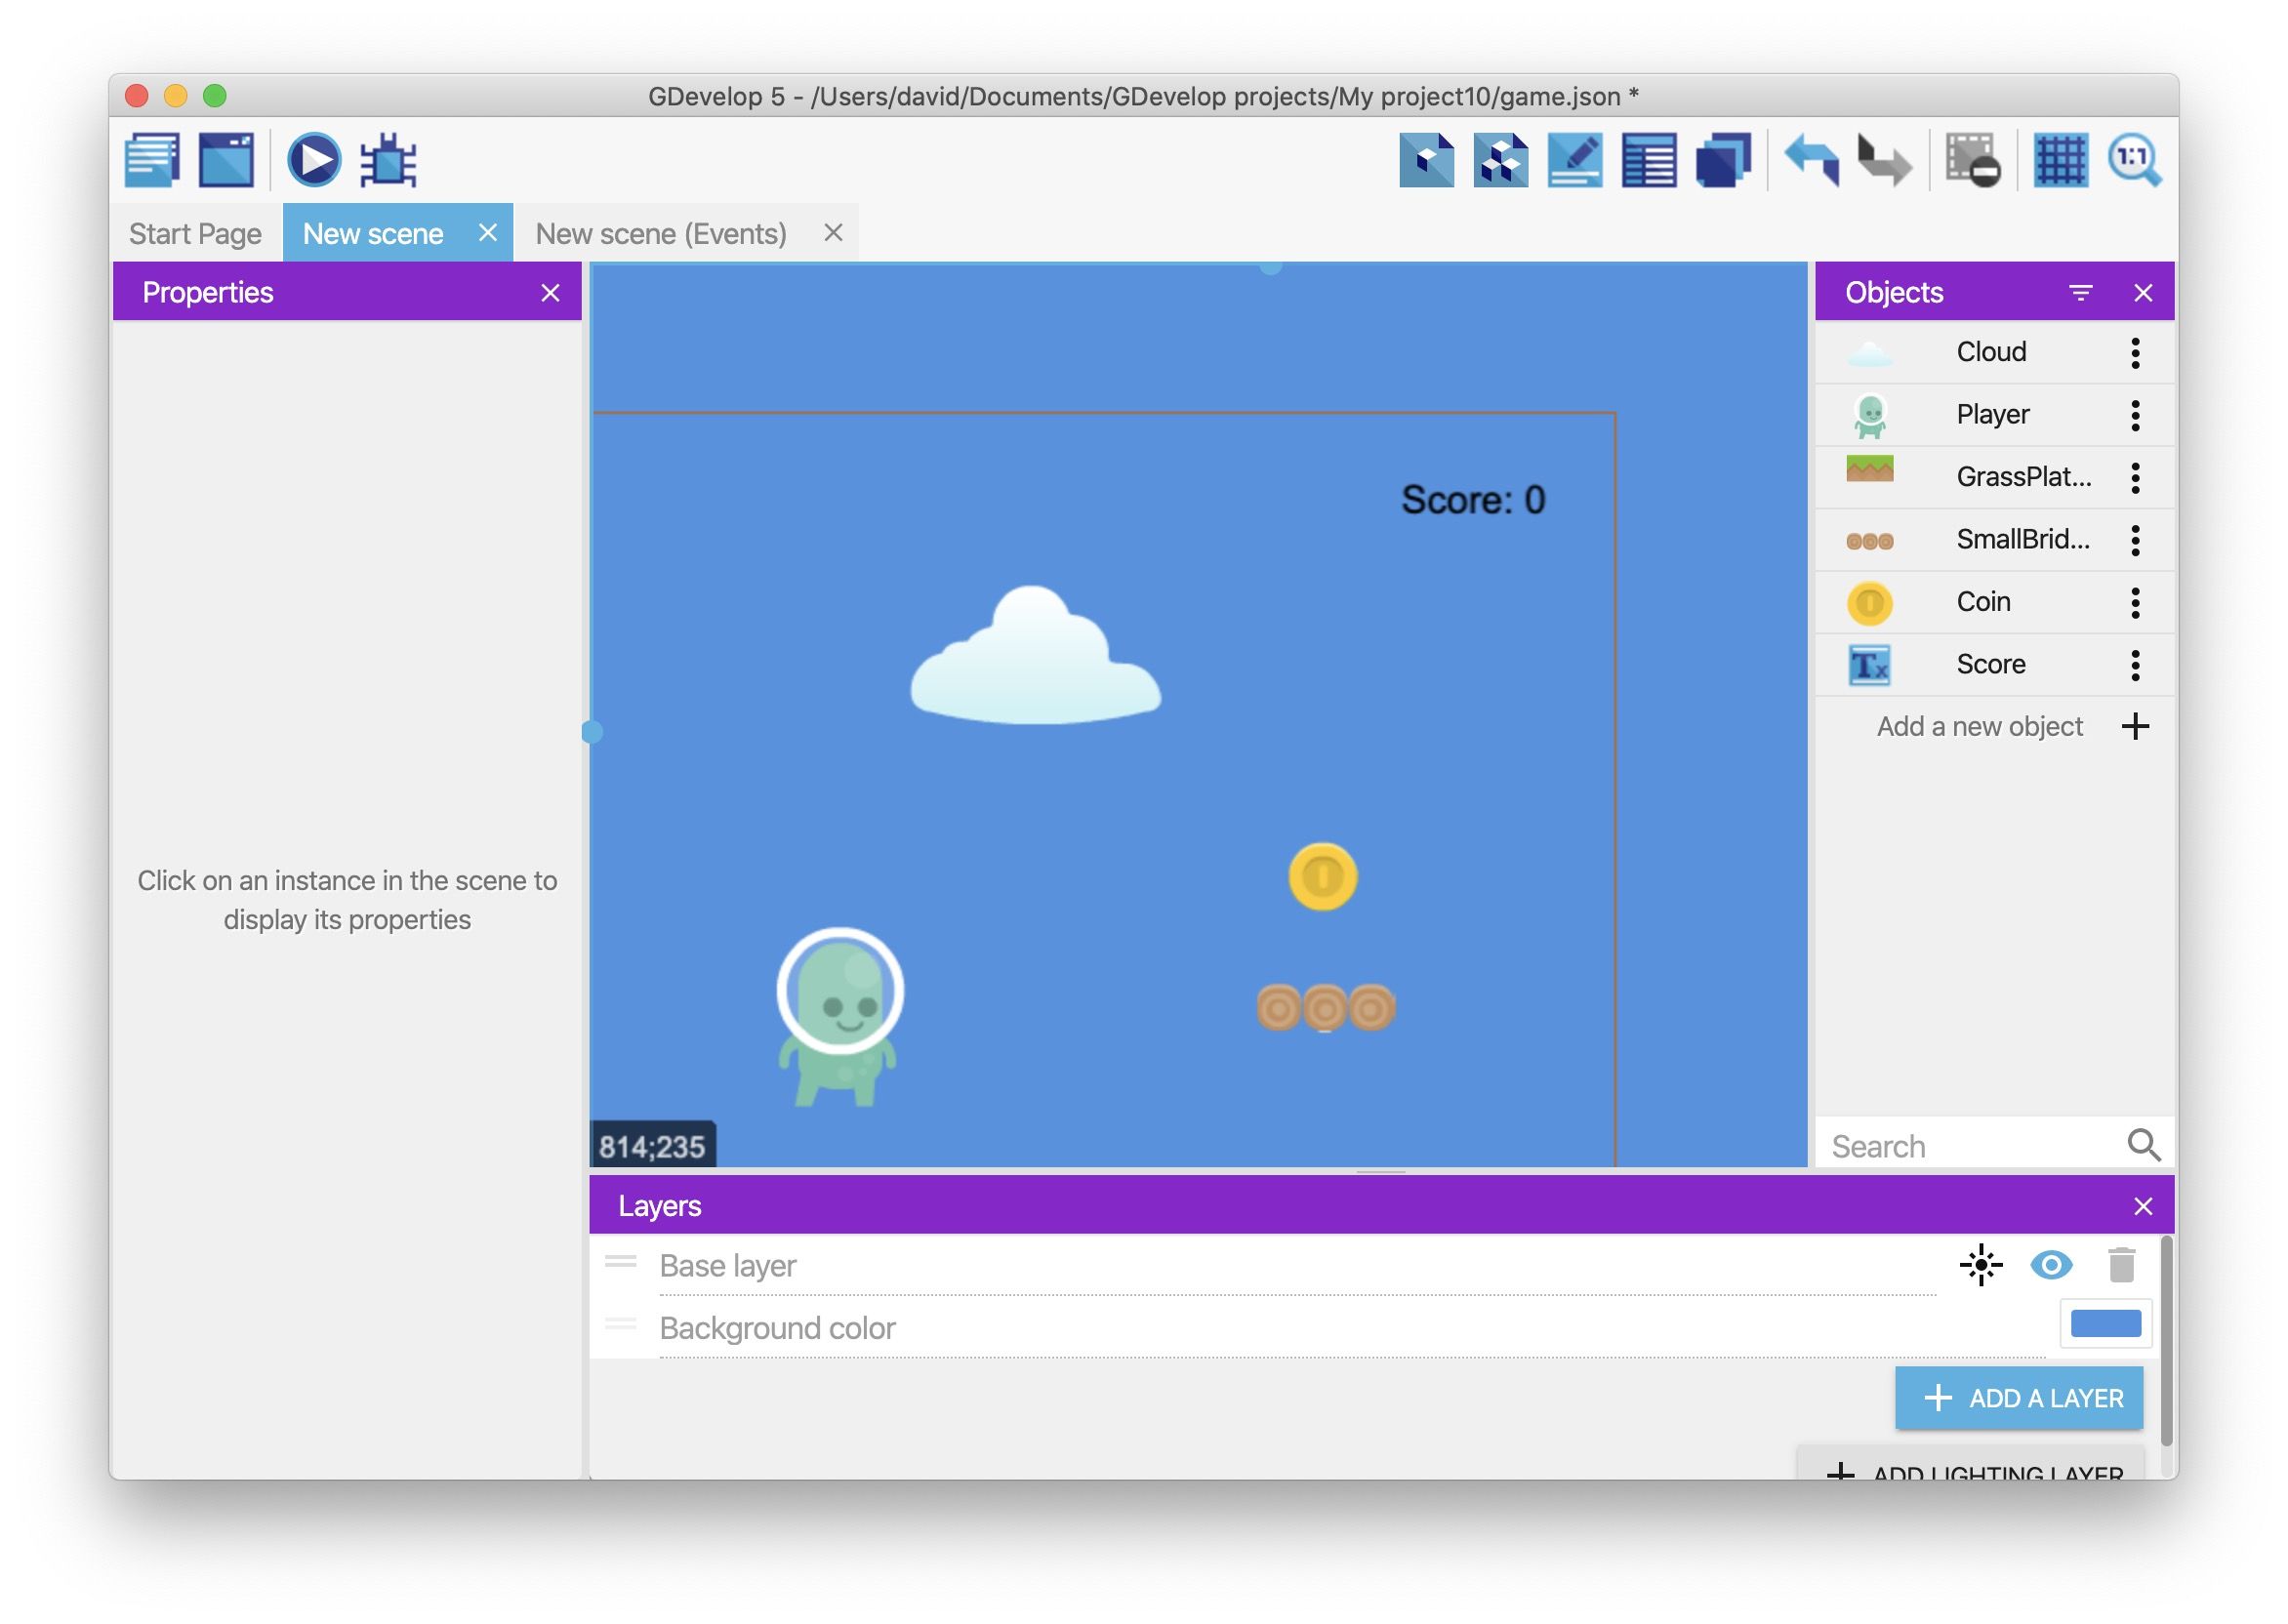 GDevelop 5 - /Users/david/Documents/GDevelop projects/My project10/game.json *
1:1
Start Page
New scene
New scene (Events)
Properties
Click on an instance in the scene to
display its properties
Score: 0
814;235
Objects
Cloud
Player
GrassPlat...
SmallBrid...
Coin
Tx
Score
Add a new object
Search
Layers
Base layer
Background color
ADD A LAYER
ADD LIGHTING LAYER